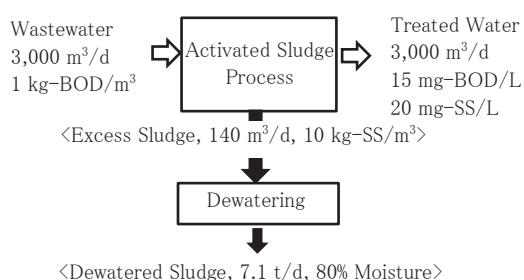 Wastewater
3,000 m³/d
1 kg-BOD/m³
Activated Sludge
Process
Treated Water
3,000 m³/d
15 mg-BOD/L
20 mg-SS/L
<Excess Sludge, 140 m³/d, 10 kg-SS/m³>
Dewatering
<Dewatered Sludge, 7.1 t/d, 80% Moisture>